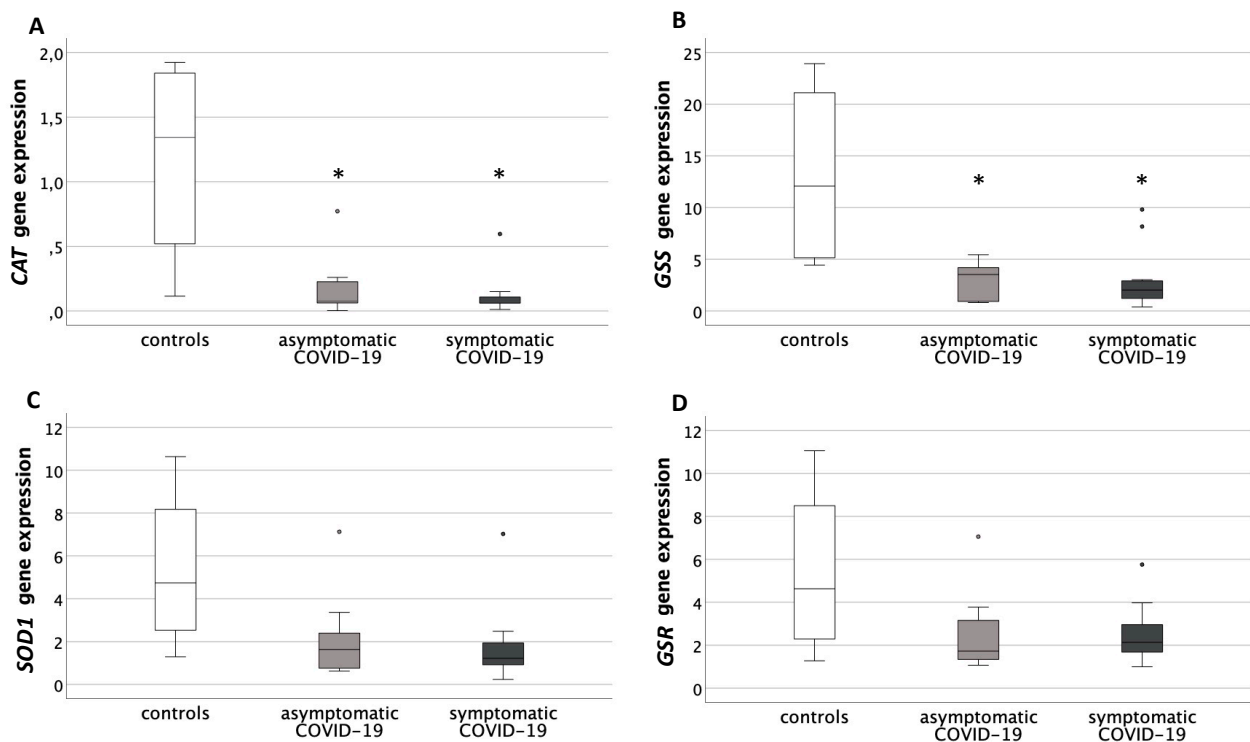 A
CAT gene expression
2,0
1,5
1,0
,5
,0
*
*
controls
asymptomatic
COVID-19
symptomatic
COVID-19
B
GSS gene expression
25
20
15
10
5
0
*
*
controls
asymptomatic
COVID-19
symptomatic
COVID-19
C
SOD1 gene expression
12
10
8
6
4
2
0
controls
asymptomatic
COVID-19
symptomatic
COVID-19
D
GSR gene expression
12
10
8
6
4
2
0
controls
asymptomatic
COVID-19
symptomatic
COVID-19